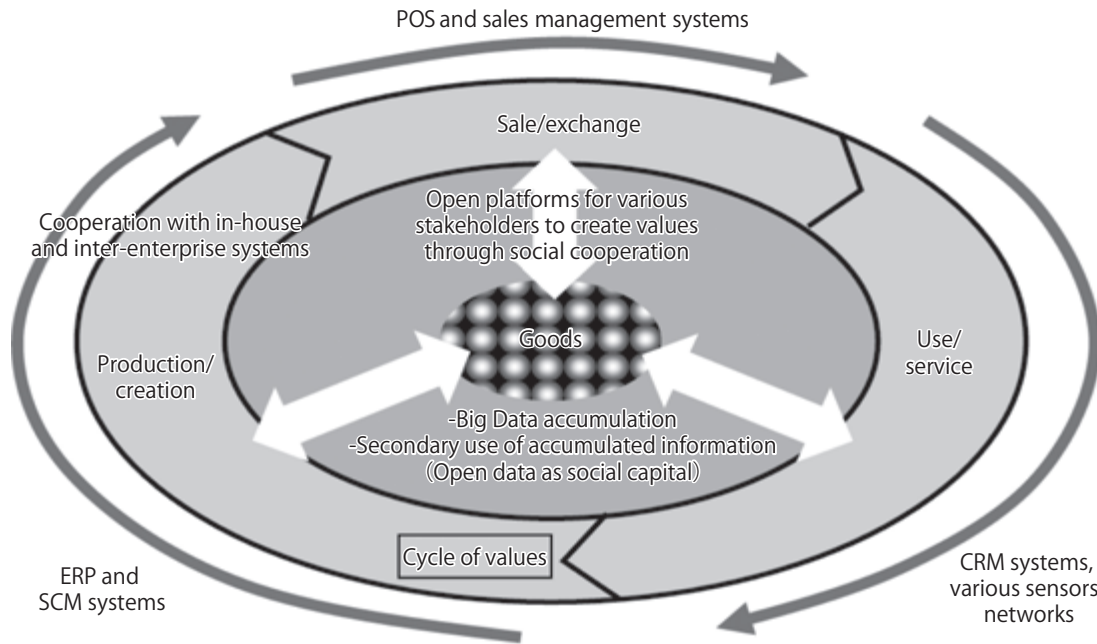 POS and sales management systems
Sale/exchange
Open platforms for various
stakeholders to create values
through social cooperation
Cooperation with in-house
and inter-enterprise systems
Goods
Use/
service
Production/
creation
-Big Data accumulation
-Secondary use of accumulated information
(Open data as social capital)
Cycle of values
ERP and
SCM systems
CRM systems,
various sensors
networks